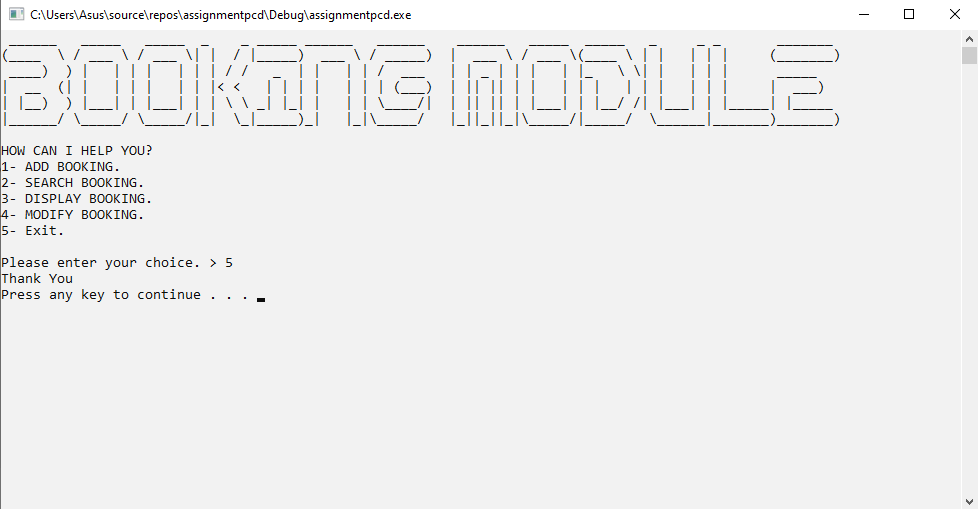 C:\Users\Asus\source\repos\assignmentpcd\Debug\assignmentpcd.exe
BOOKING MODULE
HOW CAN I HELP YOU?
1- ADD BOOKING.
2- SEARCH BOOKING.
3- DISPLAY BOOKING.
4- MODIFY BOOKING.
5- Exit.
Please enter your choice. > 5
Thank You
Press any key to continue . . .